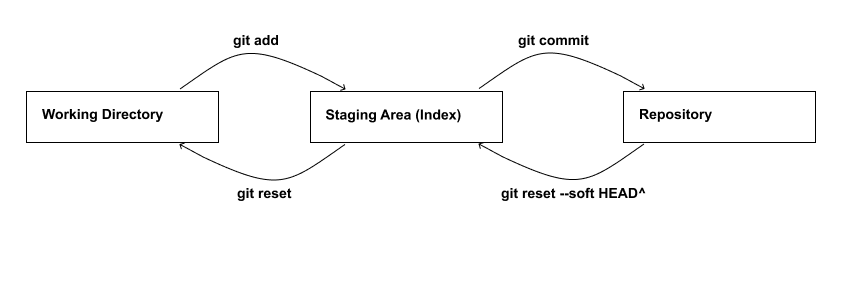 git add
git commit
Working Directory
Staging Area (Index)
Repository
git reset
git reset --soft HEAD^